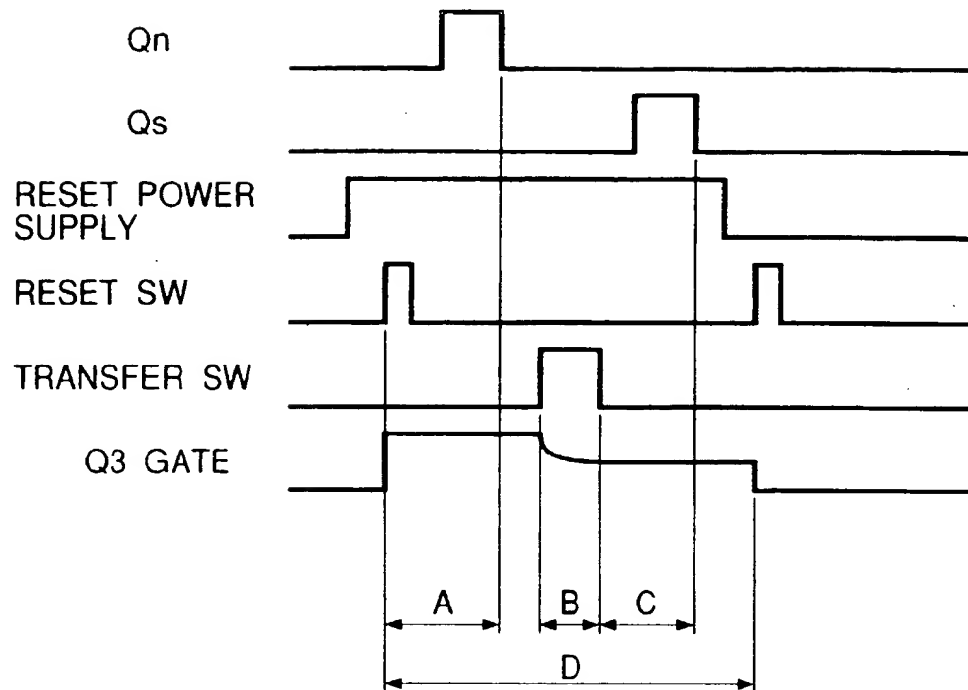 Qn
Qs
RESET POWER
SUPPLY
RESET SW
TRANSFER SW
Q3 GATE
A
B
C
D